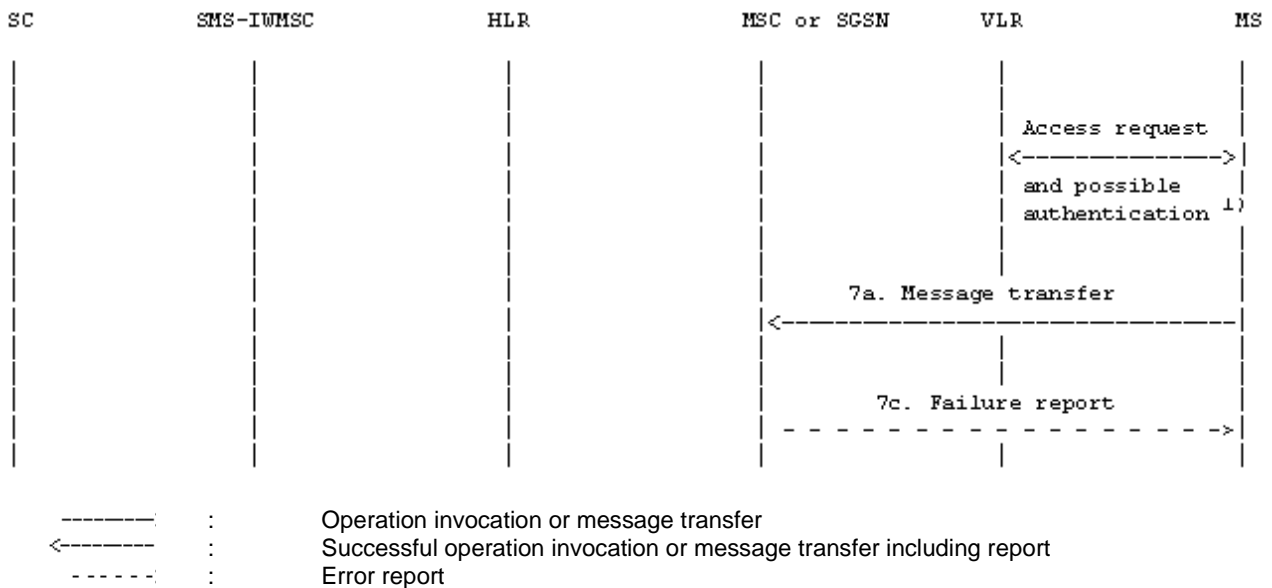 SC SMS-IWMSC HLR MSC or SGSN VLR MS
Access request
and possible
authentication 1)
7a. Message transfer
7c. Failure report
: Operation invocation or message transfer
: Successful operation invocation or message transfer including report
: Error report